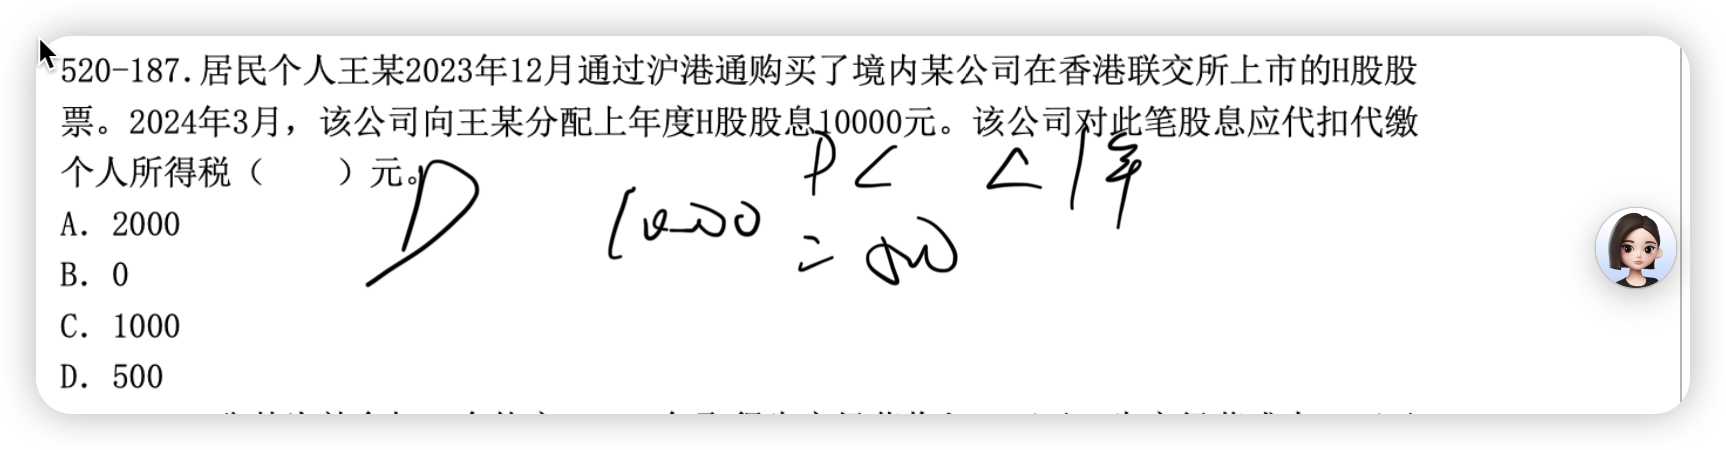 520-187.居民个人王某2023年12月通过沪港通购买了境内某公司在香港联交所上市的H股股
票。2024年3月，该公司向王某分配上年度H股股息10000元。该公司对此笔股息应代扣代缴
个人所得税（　　）元。
D
<1年
10000
A. 2000
B. 0
C. 1000
D. 500